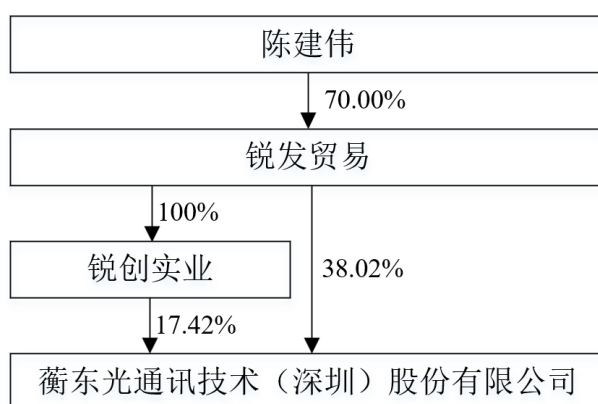 陈建伟
70.00%
锐发贸易
100%
锐创实业
38.02%
17.42%
蘅东光通讯技术（深圳）股份有限公司